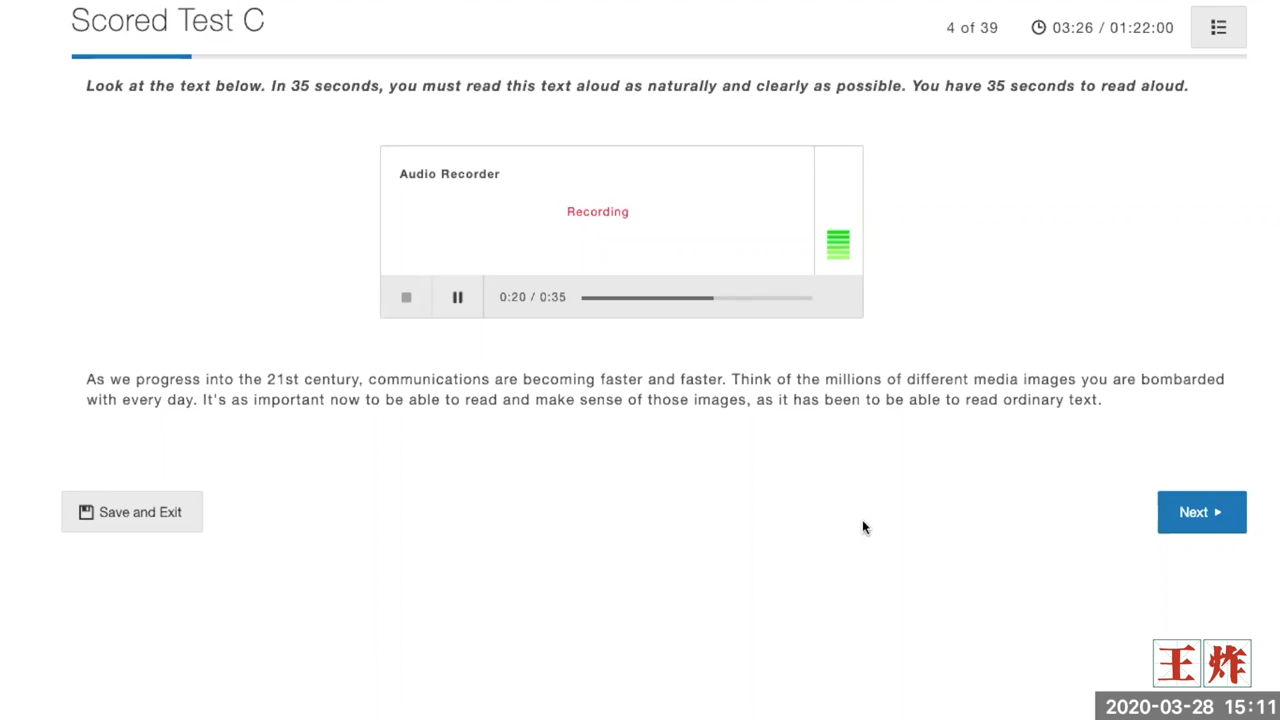 Scored Test C
4 of 39 03:26 / 01:22:00
Look at the text below. In 35 seconds, you must read this text aloud as naturally and clearly as possible. You have 35 seconds to read aloud.
Audio Recorder
Recording
0:20 / 0:35
As we progress into the 21st century, communications are becoming faster and faster. Think of the millions of different media images you are bombarded
with every day. It's as important now to be able to read and make sense of those images, as it has been to be able to read ordinary text.
Save and Exit
Next
王炸
2020-03-28 15:11